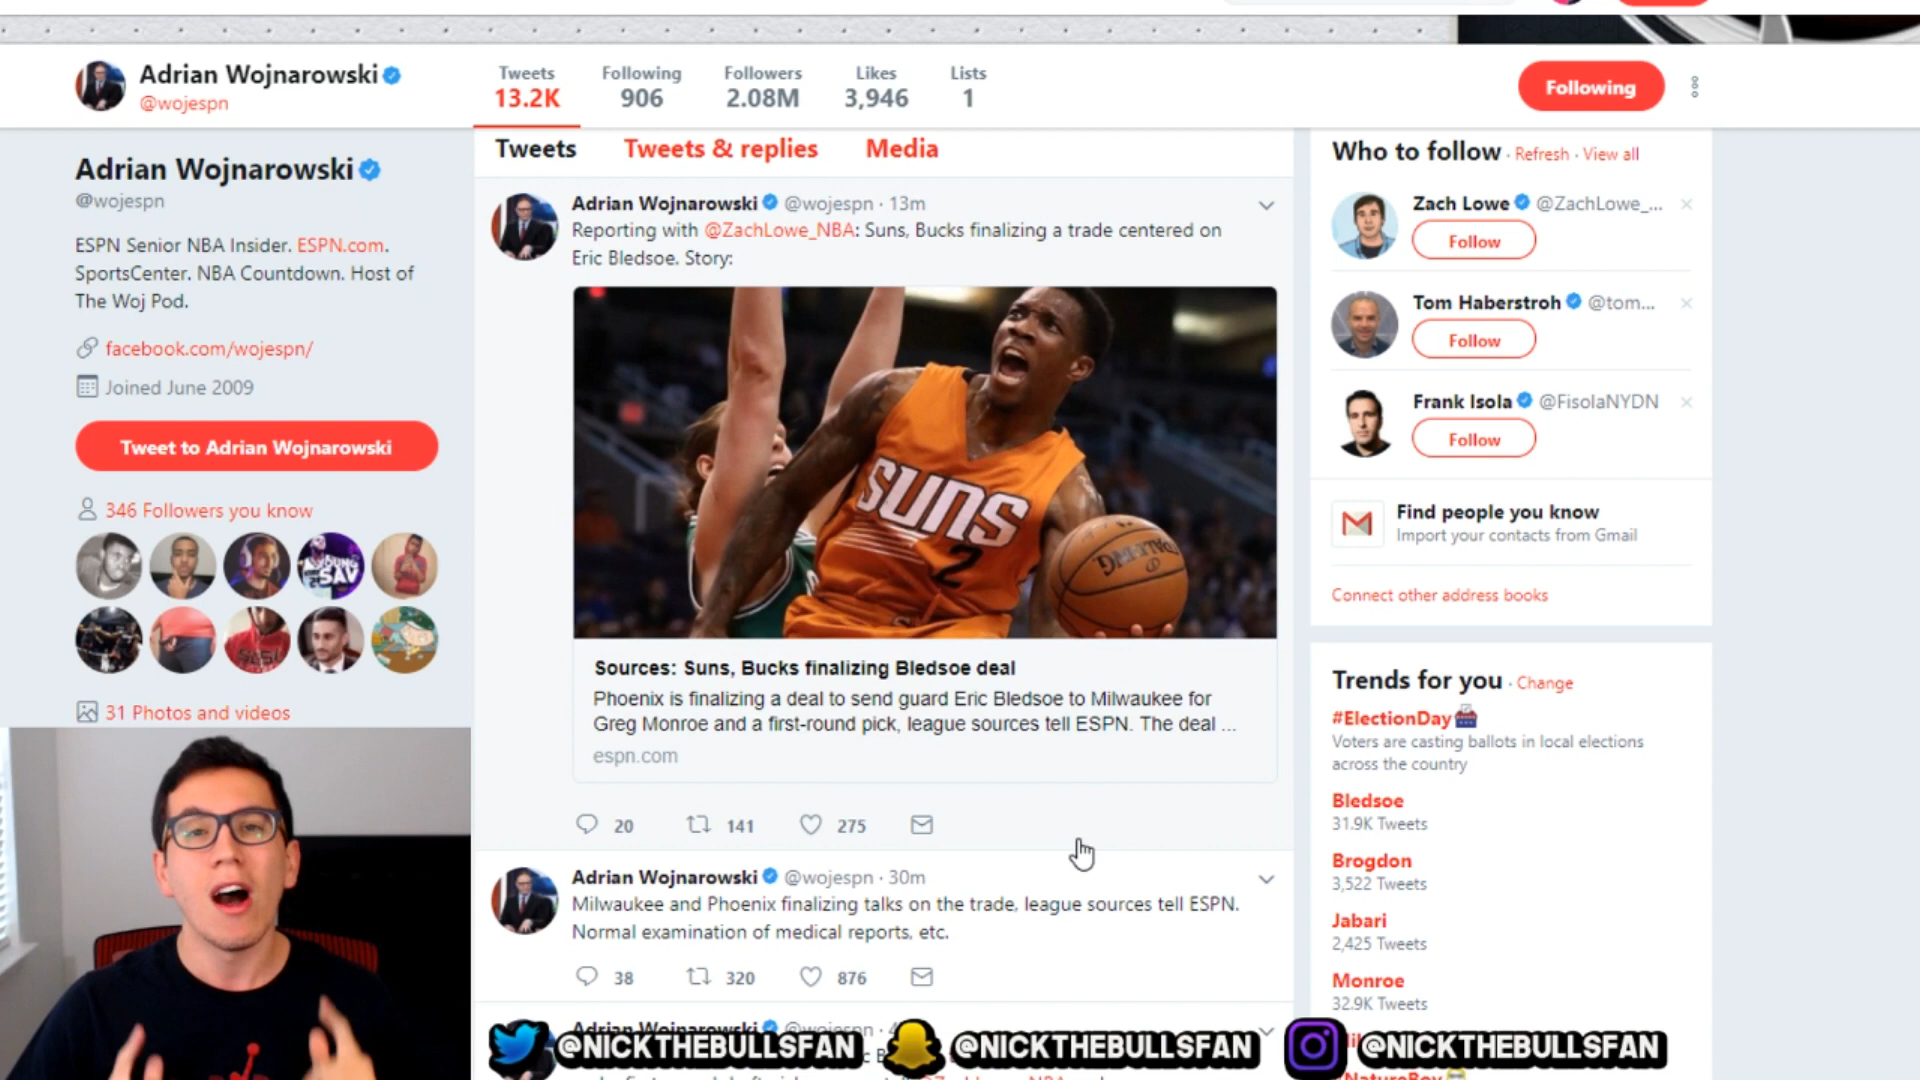 Adrian Wojnarowski
@wojespn
Tweets
13.2K
Following
906
Followers
2.08M
Likes
3,946
Lists
1
Following
Adrian Wojnarowski
@wojespn
ESPN Senior NBA Insider. ESPN.com.
SportsCenter. NBA Countdown. Host of
The Woj Pod.
facebook.com/wojespn/
Joined June 2009
Tweet to Adrian Wojnarowski
346 Followers you know
31 Photos and videos
Tweets Tweets & replies Media
Adrian Wojnarowski @wojespn · 13m
Reporting with @ZachLowe_NBA: Suns, Bucks finalizing a trade centered on
Eric Bledsoe. Story:
SUNS
2
SPALDING
Sources: Suns, Bucks finalizing Bledsoe deal
Phoenix is finalizing a deal to send guard Eric Bledsoe to Milwaukee for
Greg Monroe and a first-round pick, league sources tell ESPN. The deal ...
espn.com
20 141 275
Adrian Wojnarowski @wojespn · 30m
Milwaukee and Phoenix finalizing talks on the trade, league sources tell ESPN.
Normal examination of medical reports, etc.
38 320 876
Adrian Wojnarowski @wojespn
Who to follow · Refresh · View all
Zach Lowe @ZachLowe_...
Follow
Tom Haberstroh @tom...
Follow
Frank Isola @FisolaNYDN
Follow
Find people you know
Import your contacts from Gmail
Connect other address books
Trends for you · Change
#ElectionDay
Voters are casting ballots in local elections
across the country
Bledsoe
31.9K Tweets
Brogdon
3,522 Tweets
Jabari
2,425 Tweets
Monroe
32.9K Tweets
@NICKTHEBULLSFAN @NICKTHEBULLSFAN @NICKTHEBULLSFAN